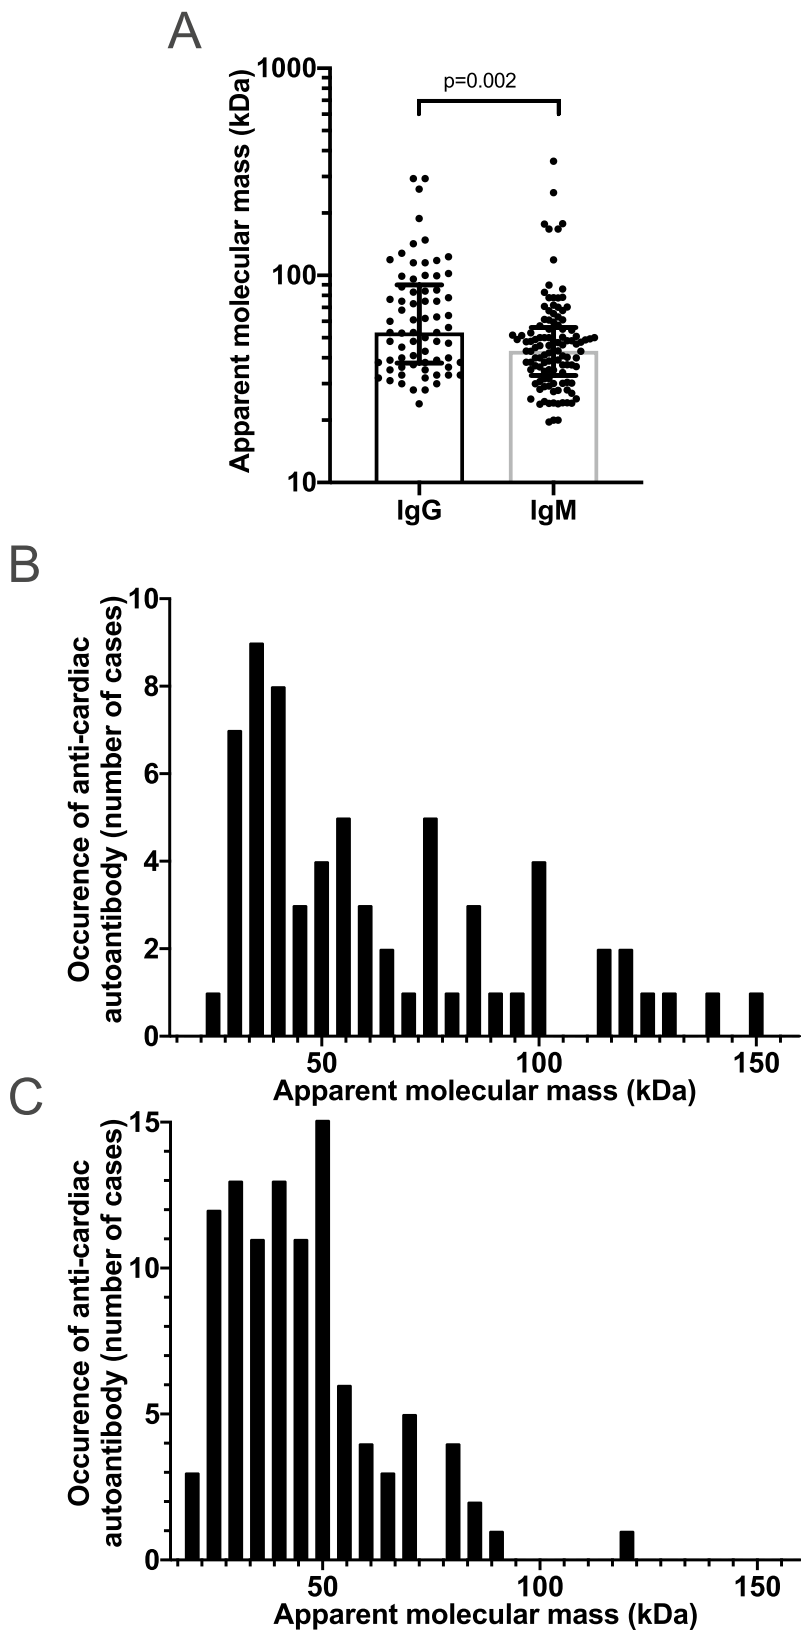 A
Apparent molecular mass (kDa)
1000
100
10
p=0.002
IgG
IgM
B
Occurence of anti-cardiac
autoantibody (number of cases)
10
8
6
4
2
0
50
100
150
Apparent molecular mass (kDa)
C
Occurence of anti-cardiac
autoantibody (number of cases)
15
10
5
0
50
100
150
Apparent molecular mass (kDa)